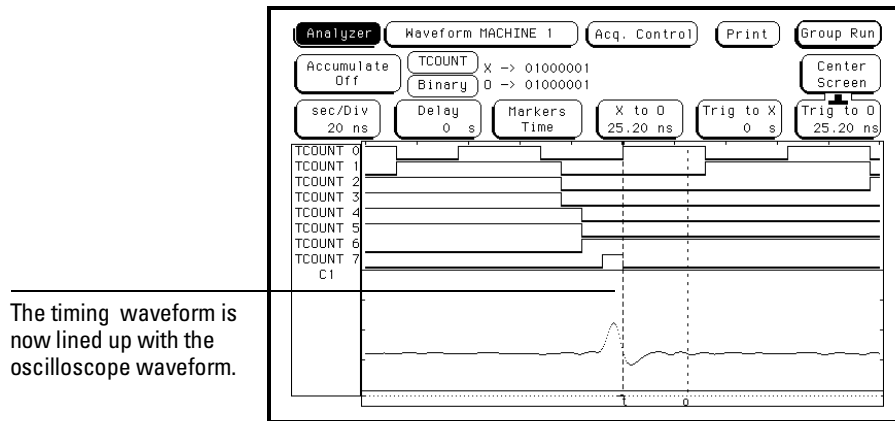 Analyzer Waveform MACHINE 1 Acq. Control Print Group Run
Accumulate Off TCOUNT X -> 01000001 Center Screen
Binary O -> 01000001
sec/Div 20 ns Delay 0 s Markers Time X to O 25.20 ns Trig to X 0 s Trig to O 25.20 ns
TCOUNT 0
TCOUNT 1
TCOUNT 2
TCOUNT 3
TCOUNT 4
TCOUNT 5
TCOUNT 6
TCOUNT 7
C1
The timing waveform is
now lined up with the
oscilloscope waveform.
t o